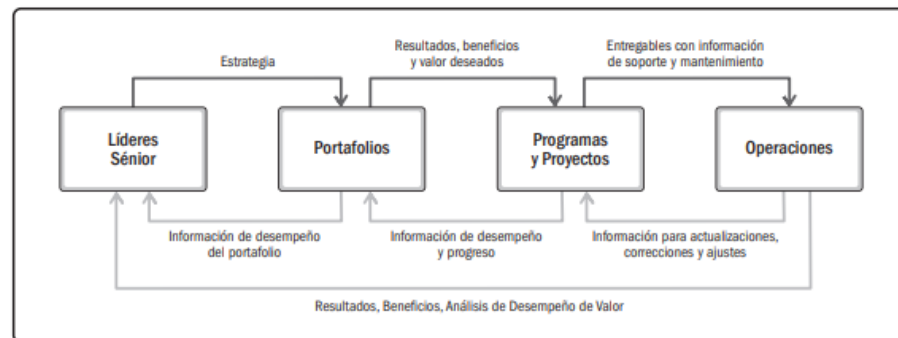 Estrategia
Resultados, beneficios
y valor deseados
Entregables con información
de soporte y mantenimiento
Líderes
Sénior
Portafolios
Programas
y Proyectos
Operaciones
Información de desempeño
del portafolio
Información de desempeño
y progreso
Información para actualizaciones,
correcciones y ajustes
Resultados, Beneficios, Análisis de Desempeño de Valor